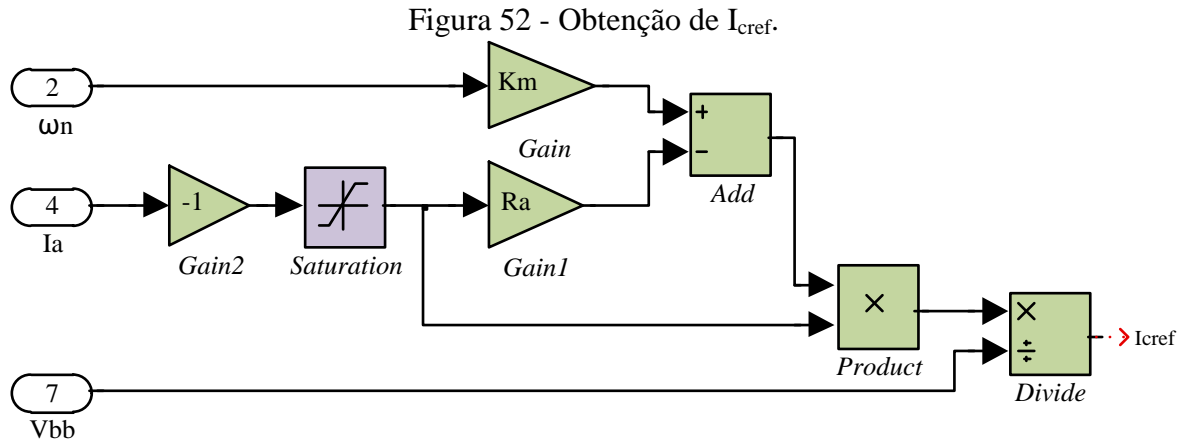 Figura 52 - Obtenção de Icref.
2
ωn
Km
Gain
+
−
Add
4
Ia
-1
Gain2
Saturation
Ra
Gain1
×
Product
×
÷
Divide
Icref
7
Vbb